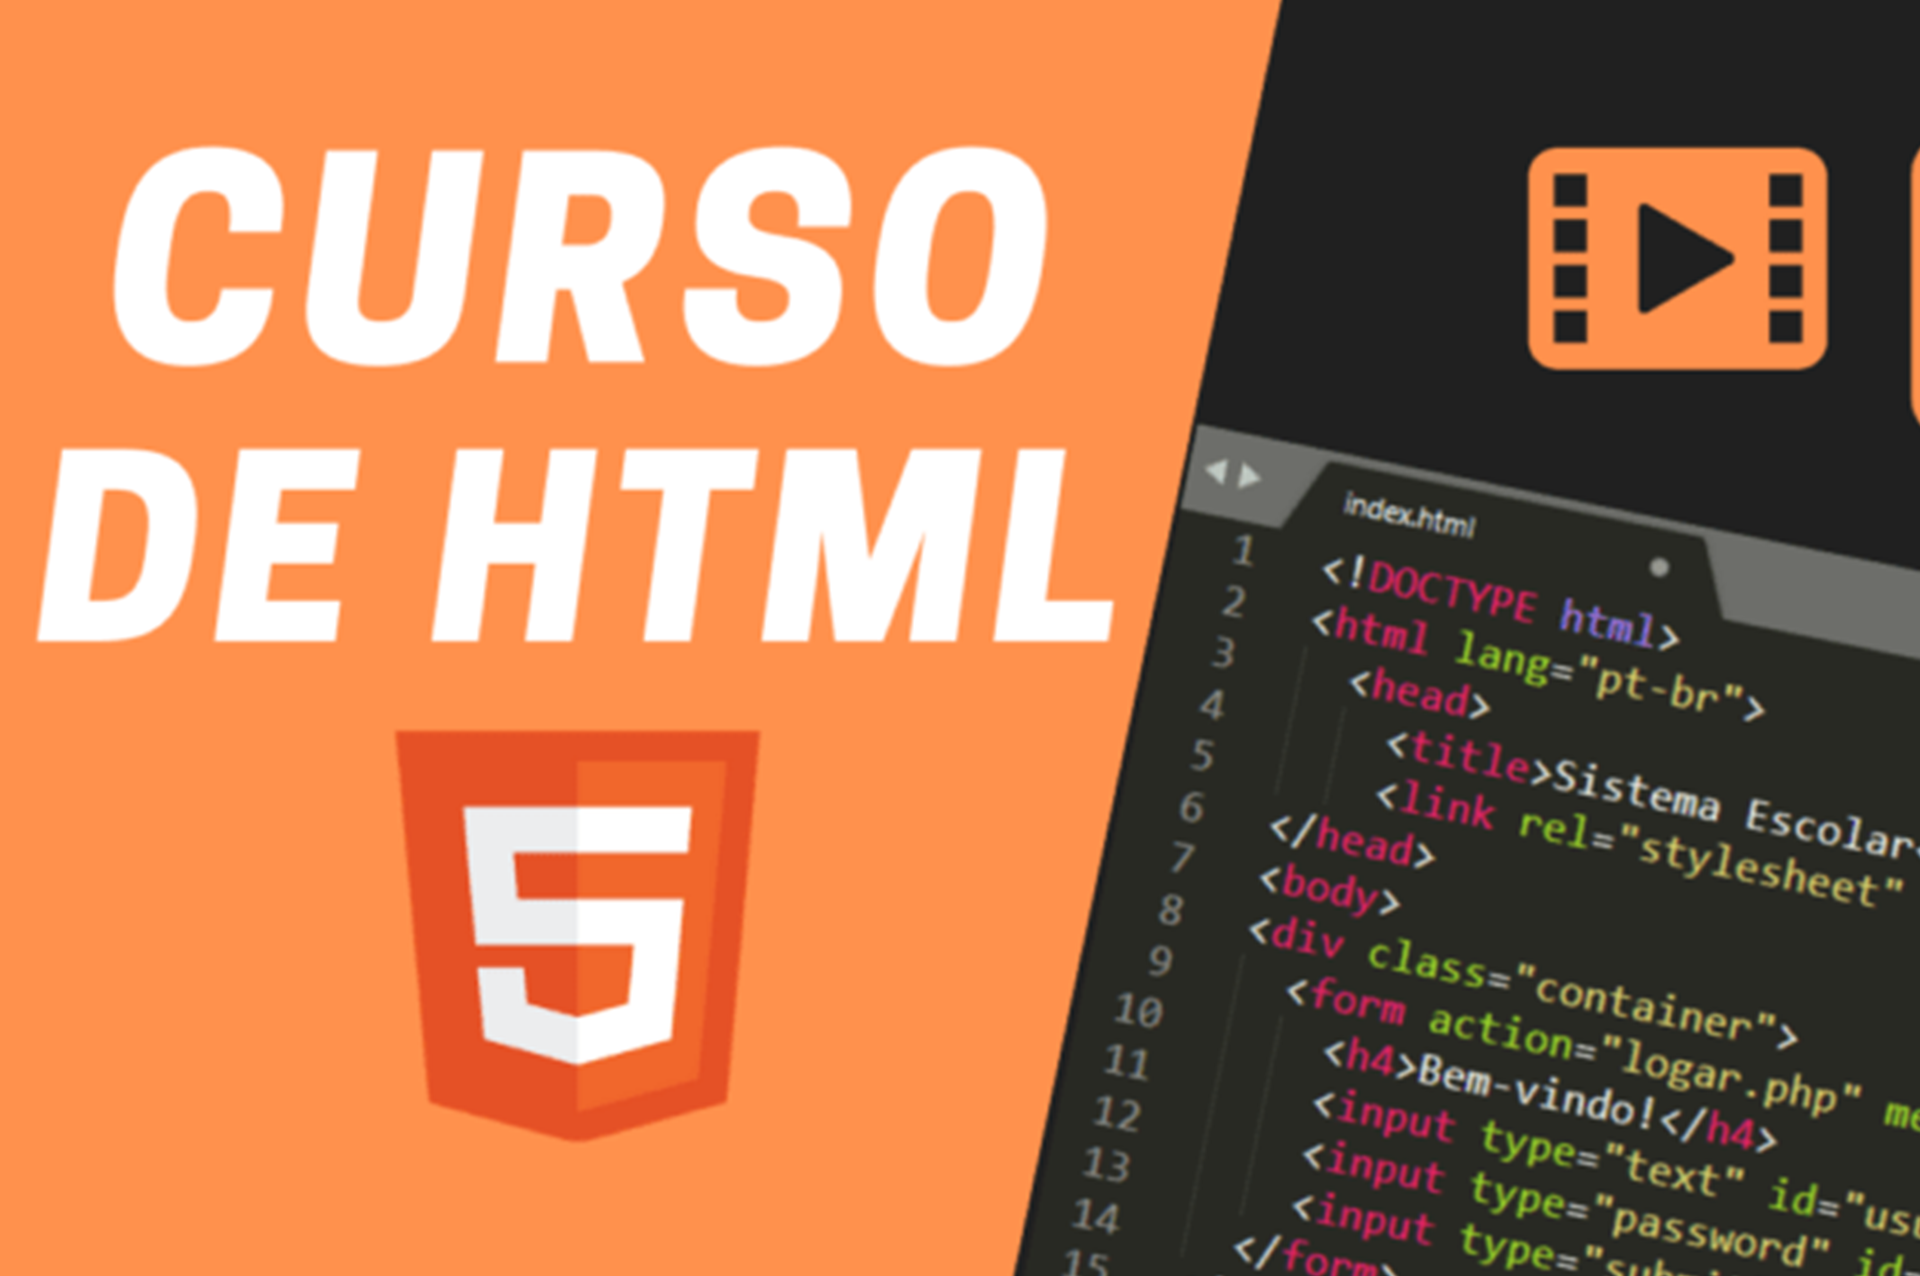 CURSO
DE HTML
5
index.html
1 <!DOCTYPE html>
2 <html lang="pt-br">
3 <head>
4 <title>Sistema Escolar<
5 <link rel="stylesheet"
6 </head>
7 <body>
8 <div class="container">
9 <form action="logar.php"
10 <h4>Bem-vindo!</h4>
11 <input type="text" id="
12 <input type="password" id=
13 <input type="
14 </form>
15